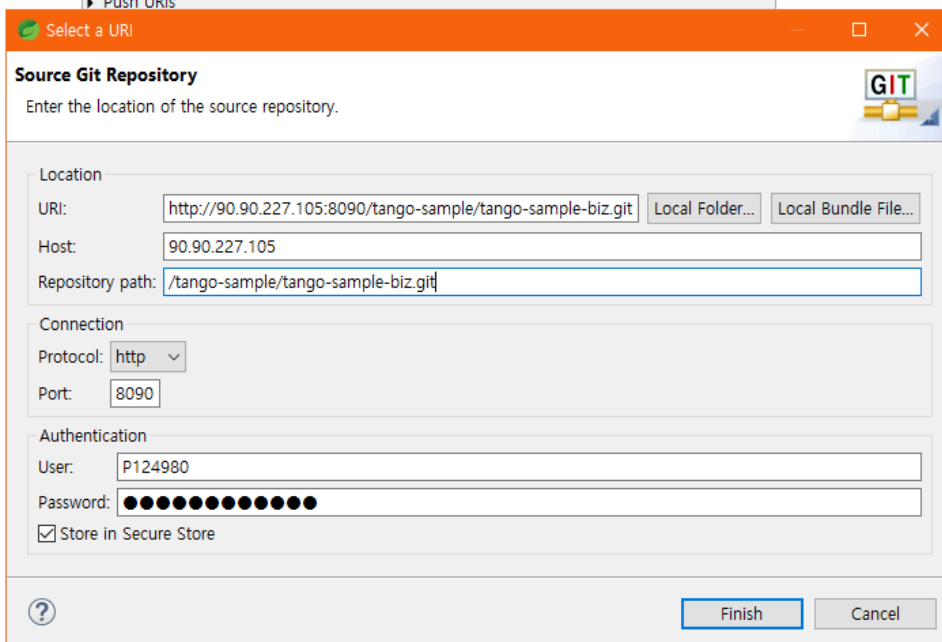 Push URIs
Select a URI
Source Git Repository
Enter the location of the source repository.
GIT
Location
URI: http://90.90.227.105:8090/tango-sample/tango-sample-biz.git Local Folder... Local Bundle File...
Host: 90.90.227.105
Repository path: /tango-sample/tango-sample-biz.git
Connection
Protocol: http
Port: 8090
Authentication
User: P124980
Password: ●●●●●●●●●●●●
Store in Secure Store
? Finish Cancel